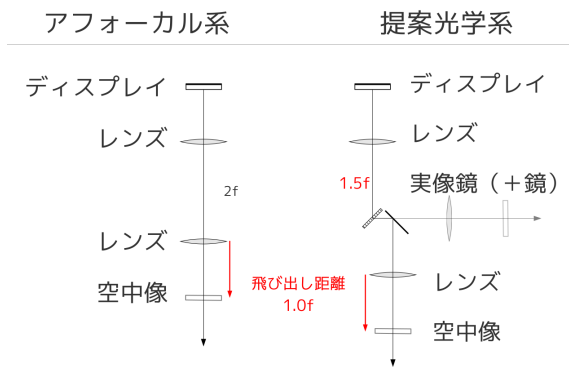 アフォーカル系
ディスプレイ
レンズ
2f
レンズ
空中像
飛び出し距離
1.0f
提案光学系
ディスプレイ
レンズ
1.5f
実像鏡（＋鏡）
レンズ
空中像